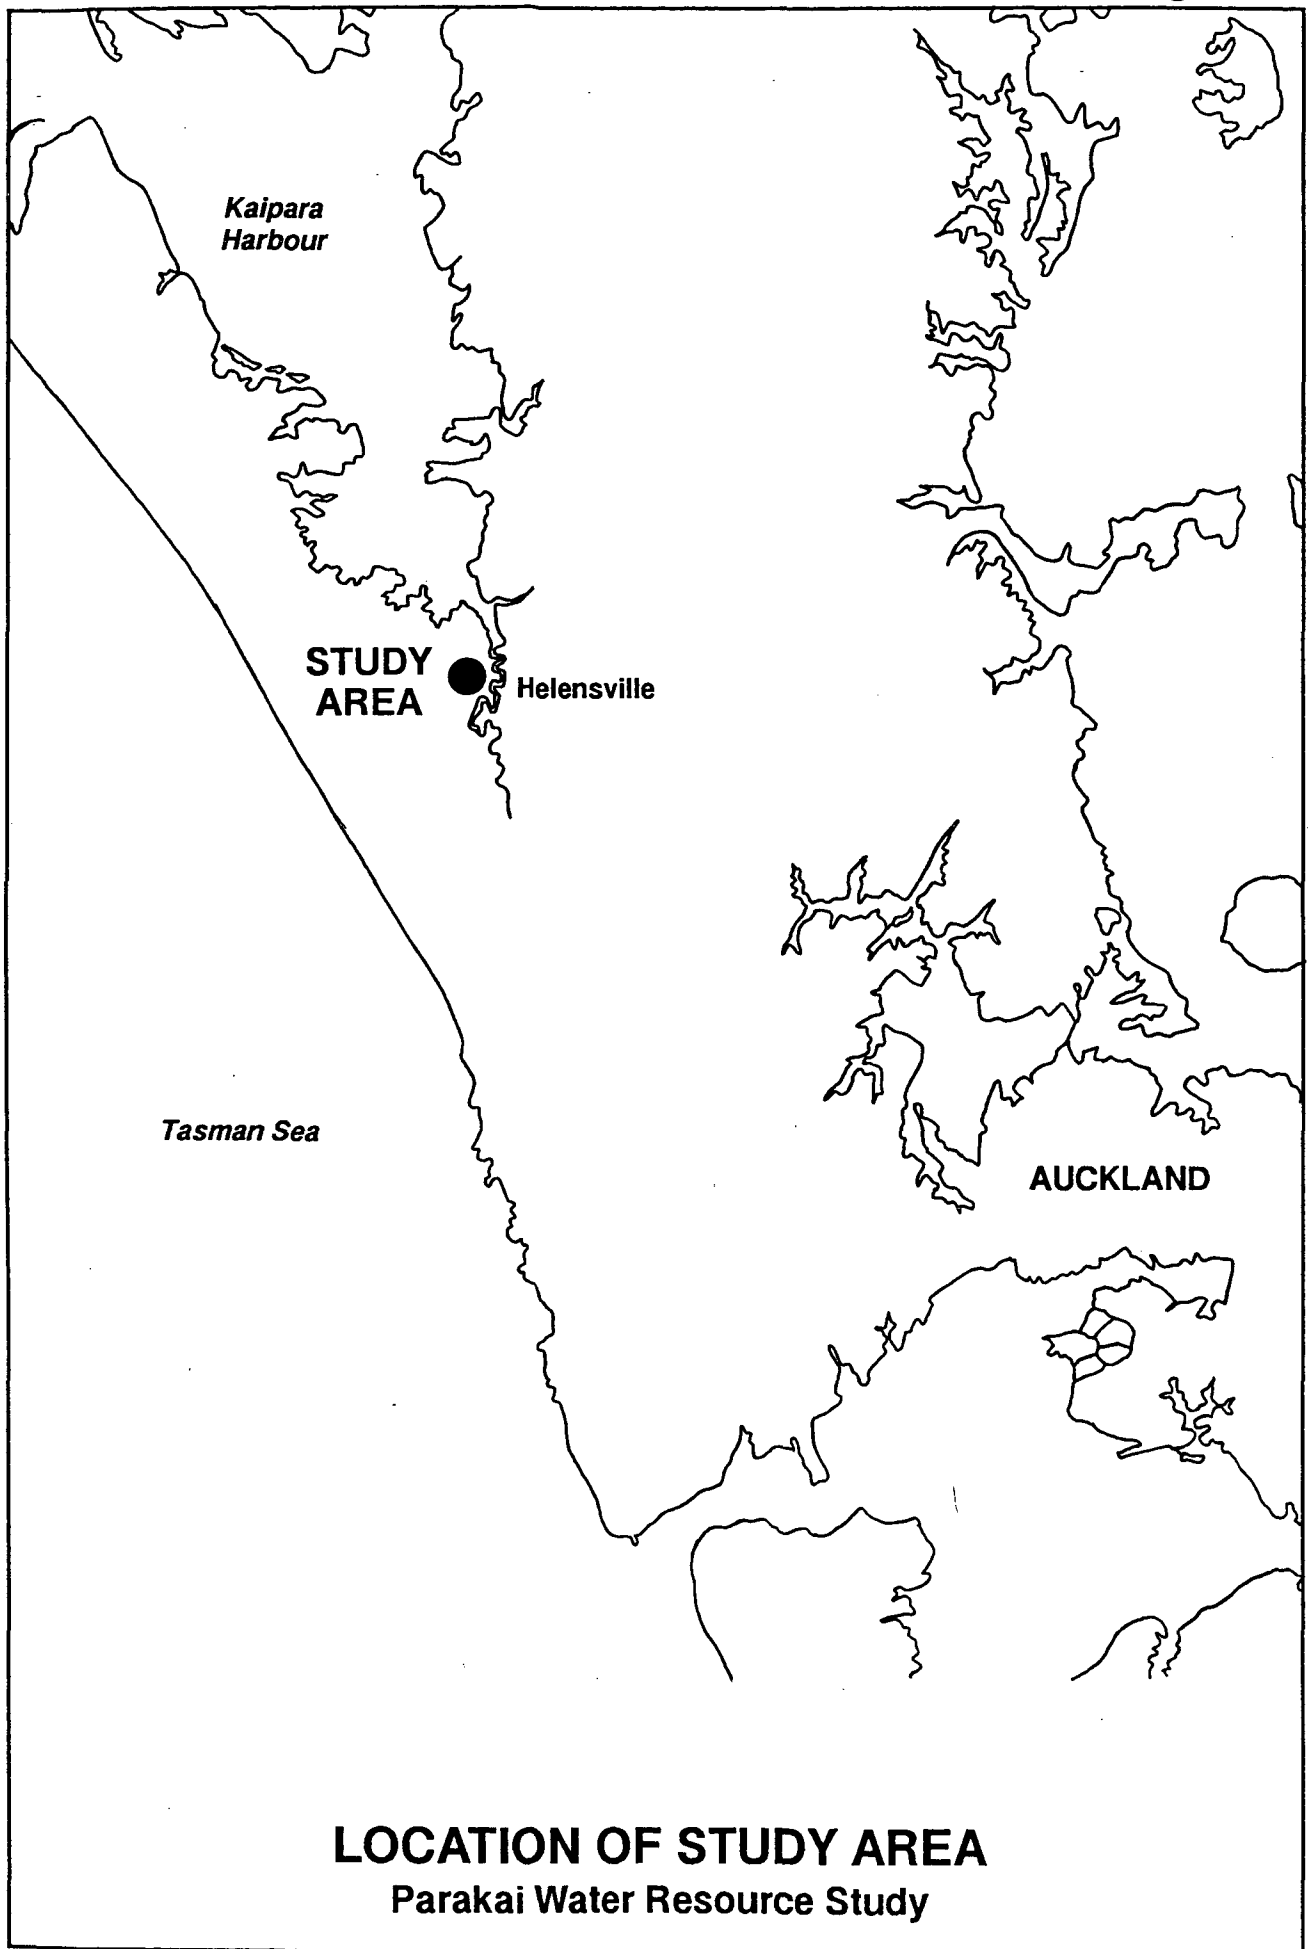 Kaipara
Harbour
STUDY
AREA
Helensville
Tasman Sea
AUCKLAND
LOCATION OF STUDY AREA
Parakai Water Resource Study